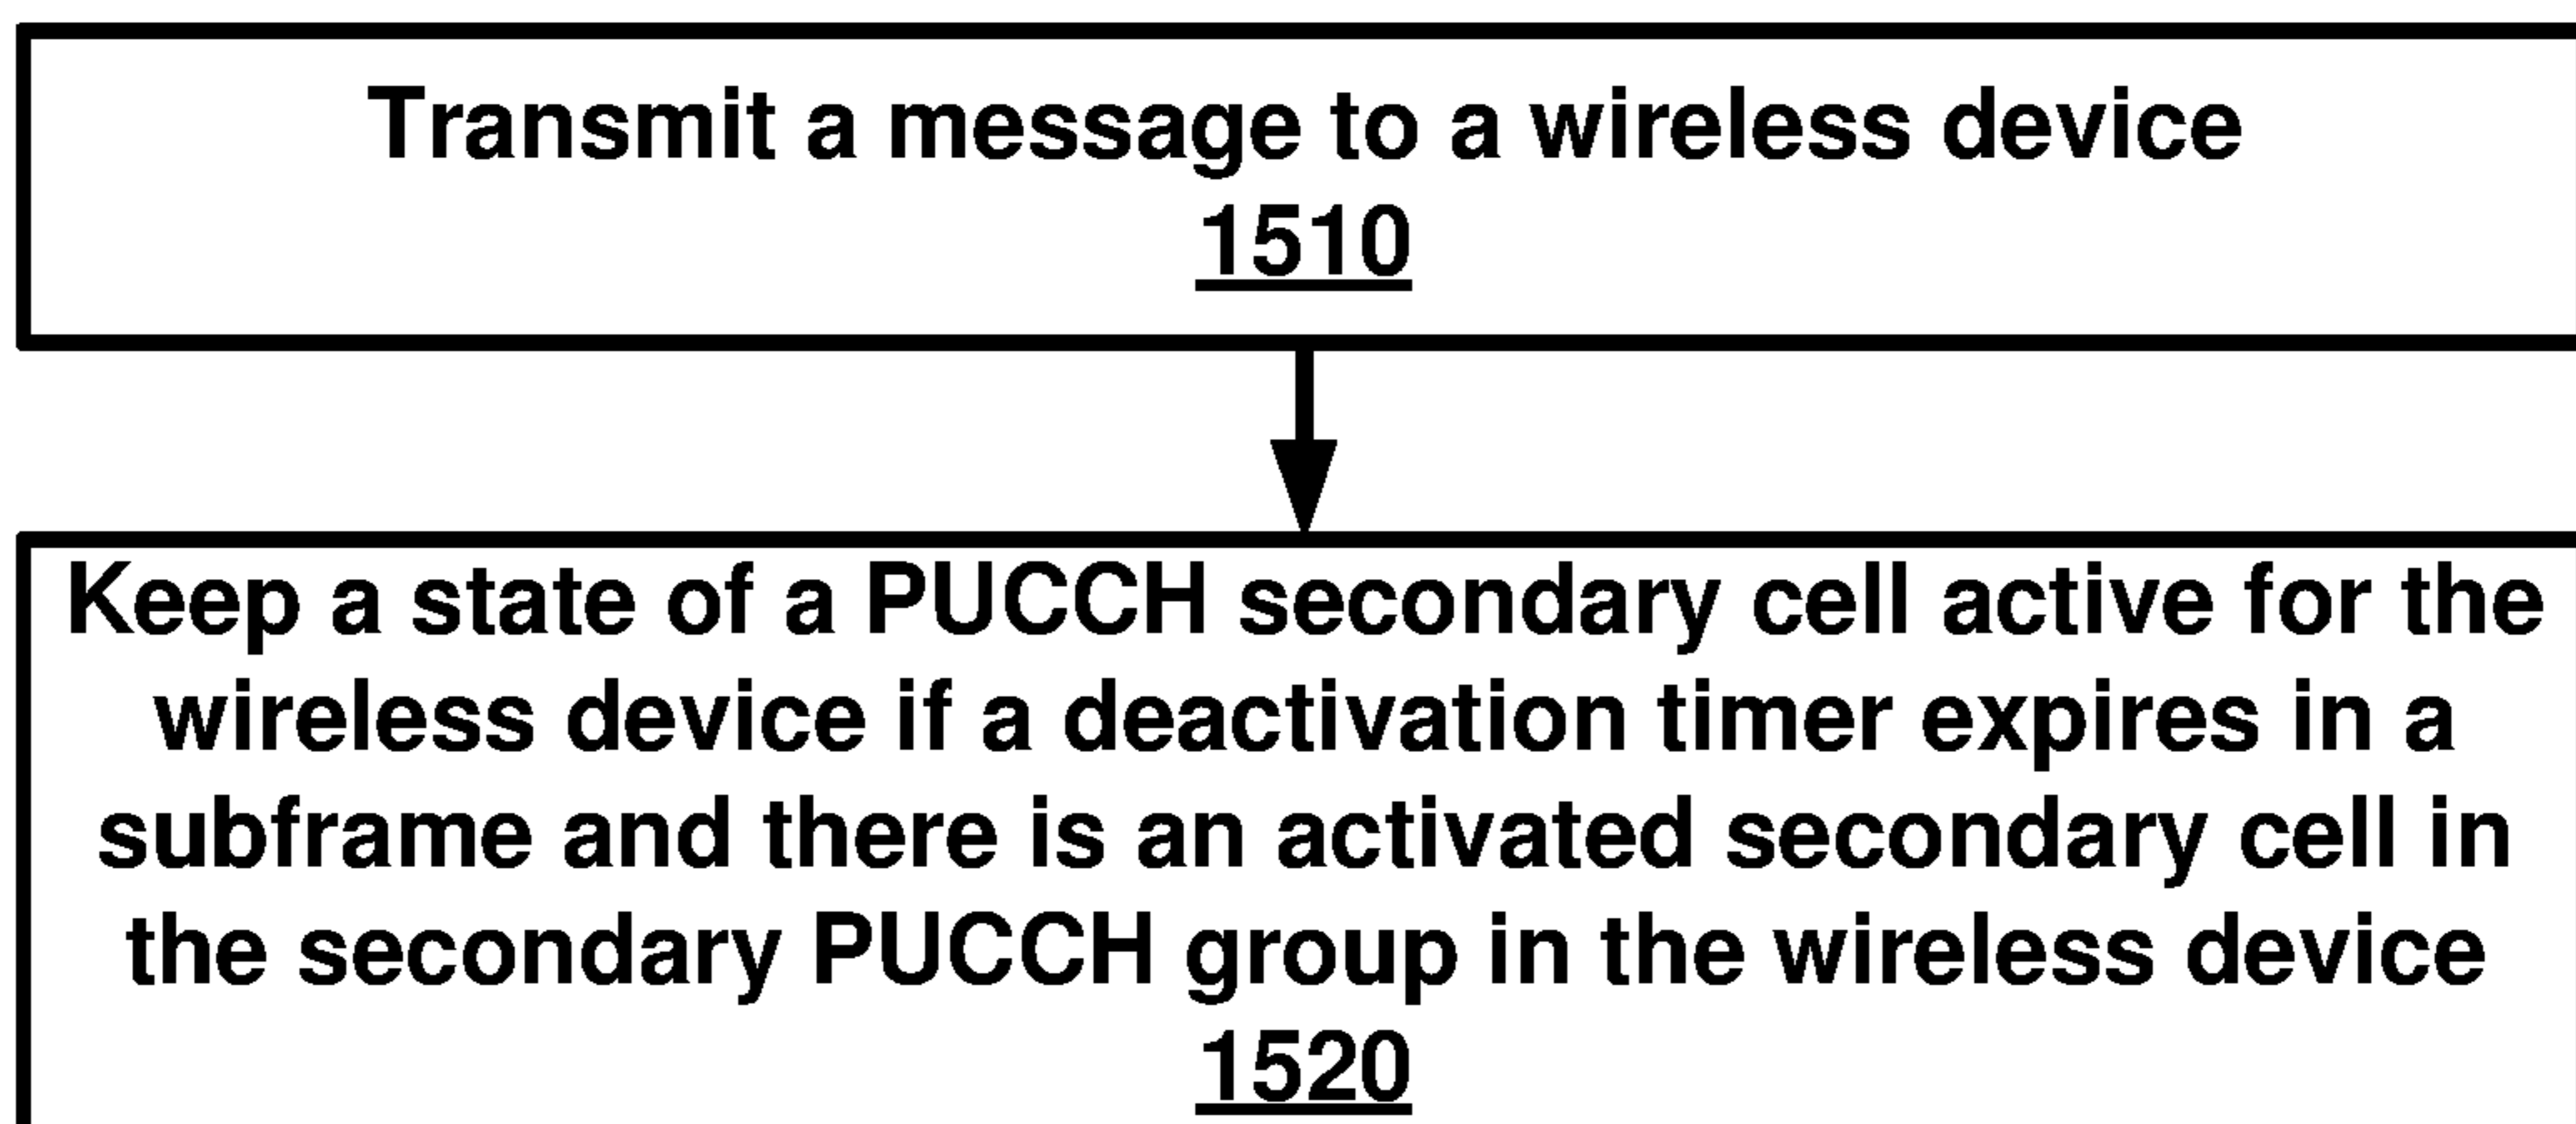 Transmit a message to a wireless device
1510
Keep a state of a PUCCH secondary cell active for the
wireless device if a deactivation timer expires in a
subframe and there is an activated secondary cell in
the secondary PUCCH group in the wireless device
1520